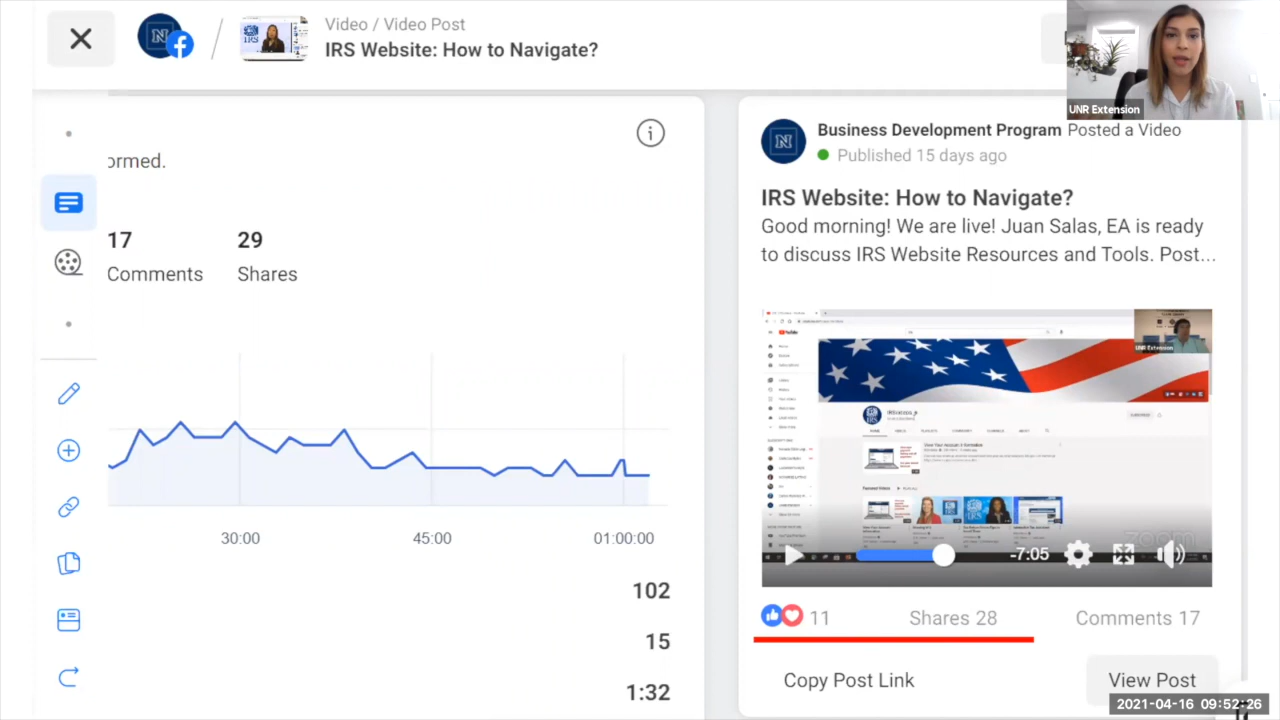 Video / Video Post
IRS Website: How to Navigate?
UNR Extension
ormed.
17
29
Comments
Shares
30:00
45:00
01:00:00
102
15
1:32
N
Business Development Program Posted a Video
Published 15 days ago
IRS Website: How to Navigate?
Good morning! We are live! Juan Salas, EA is ready
to discuss IRS Website Resources and Tools. Post...
YouTube
UNR Extension
IRS
zoom
-7:05
11
Shares 28
Comments 17
Copy Post Link
View Post
2021-04-16 09:52:26